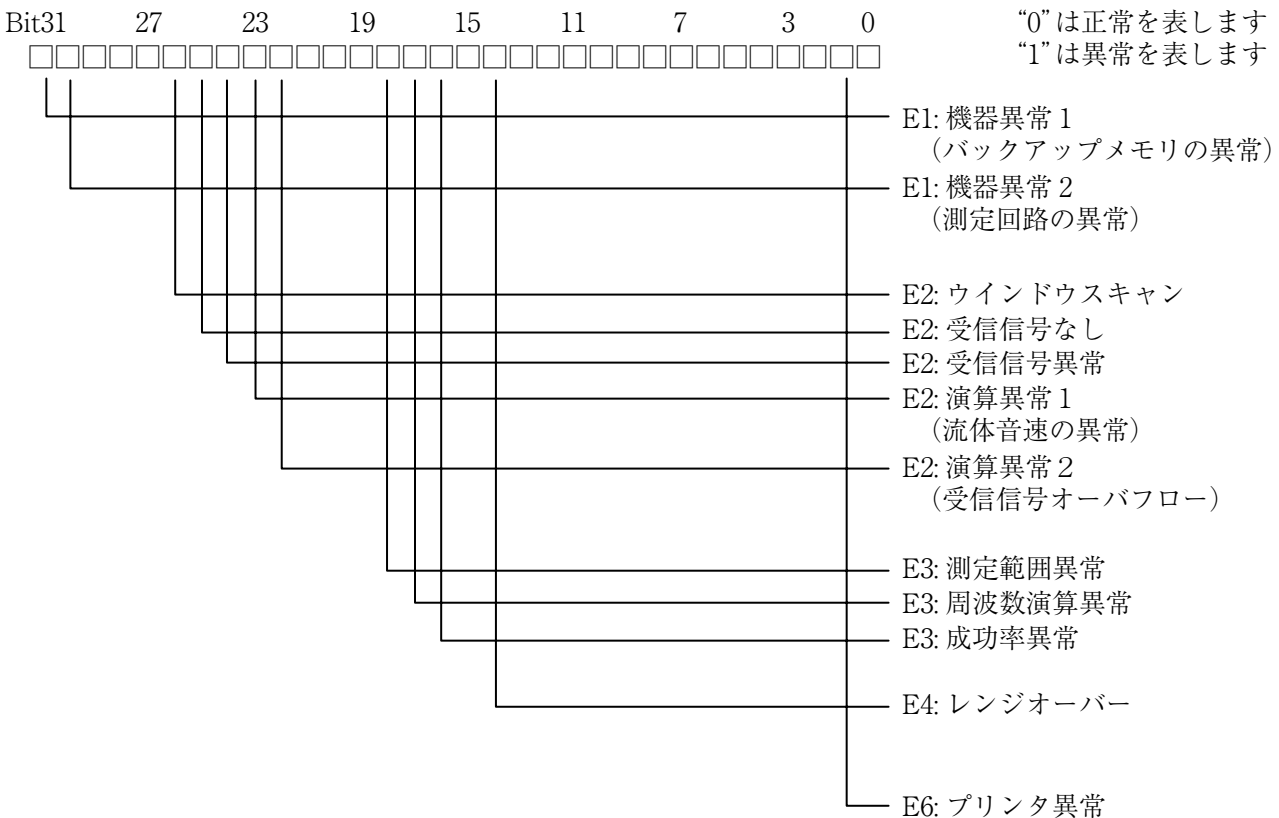 Bit31 27 23 19 15 11 7 3 0 “0”は正常を表します
“1”は異常を表します
E1: 機器異常1
（バックアップメモリの異常）
E1: 機器異常2
（測定回路の異常）
E2: ウインドウスキャン
E2: 受信信号なし
E2: 受信信号異常
E2: 演算異常1
（流体音速の異常）
E2: 演算異常2
（受信信号オーバフロー）
E3: 測定範囲異常
E3: 周波数演算異常
E3: 成功率異常
E4: レンジオーバー
E6: プリンタ異常